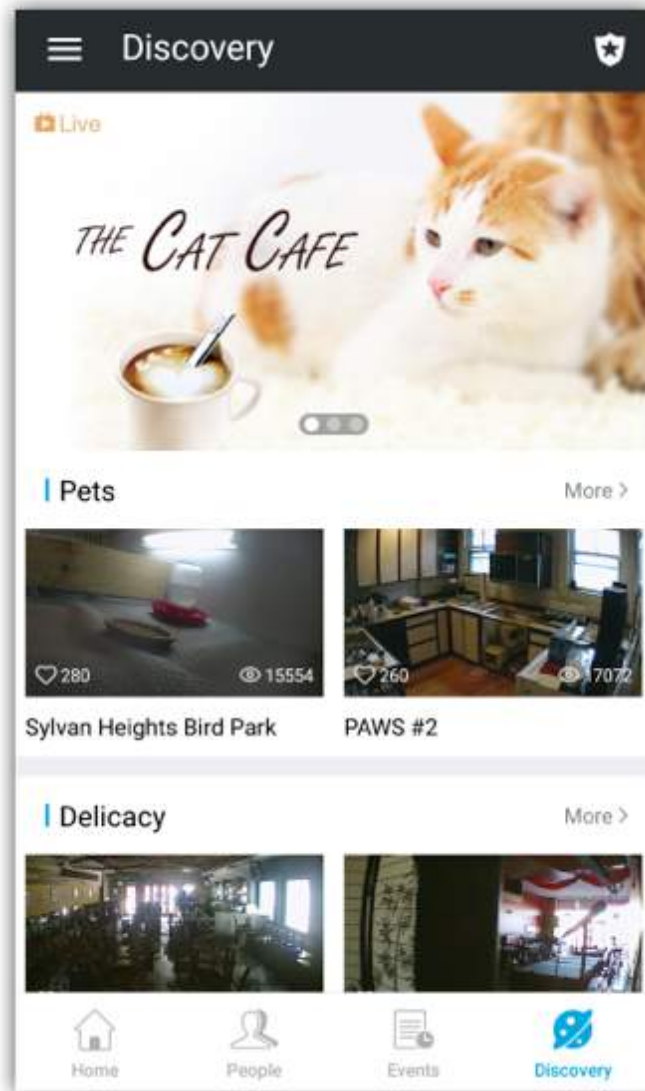 Discovery
Live
THE CAT CAFE
Pets
More >
280
15554
260
17072
Sylvan Heights Bird Park
PAWS #2
Delicacy
More >
Home
People
Events
Discovery